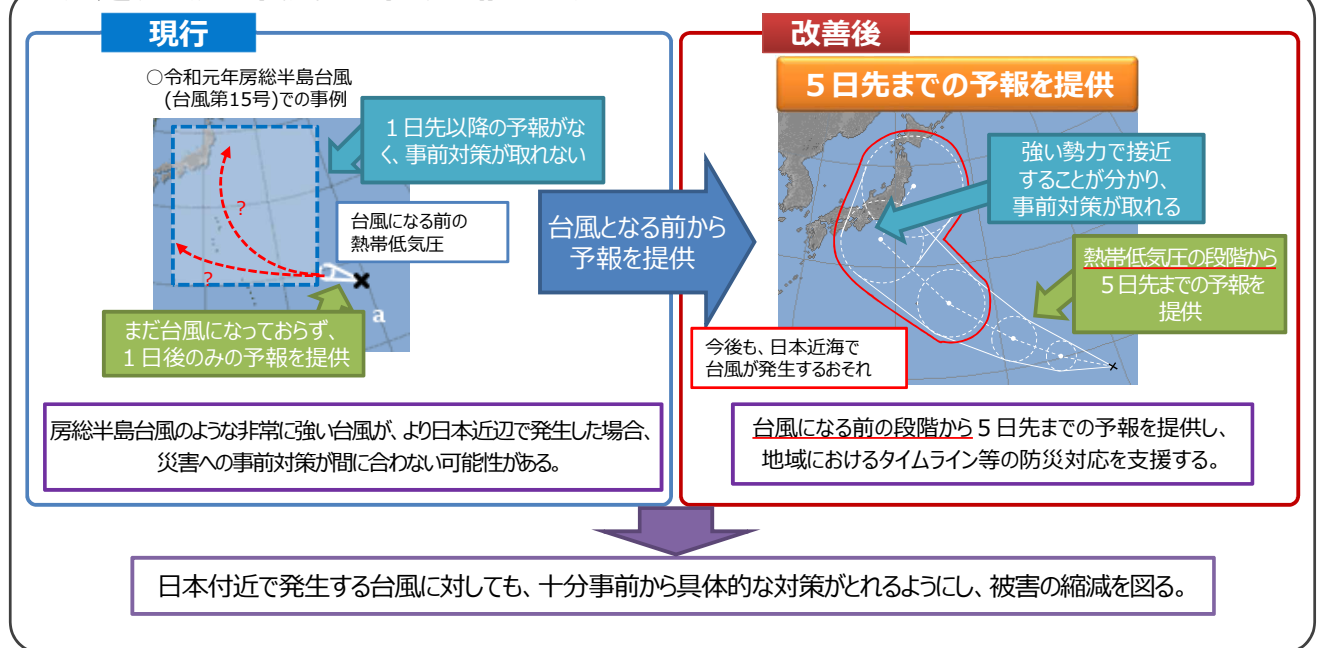 現行
○令和元年房総半島台風
(台風第15号)での事例
1日先以降の予報がな
く、事前対策が取れない
?
?
台風になる前の
熱帯低気圧
a
まだ台風になっておらず、
1日後のみの予報を提供
房総半島台風のような非常に強い台風が、より日本近辺で発生した場合、
災害への事前対策が間に合わない可能性がある。
台風となる前から
予報を提供
改善後
5日先までの予報を提供
強い勢力で接近
することが分かり、
事前対策が取れる
熱帯低気圧の段階から
5日先までの予報を
提供
今後も、日本近海で
台風が発生するおそれ
台風になる前の段階から5日先までの予報を提供し、
地域におけるタイムライン等の防災対応を支援する。
日本付近で発生する台風に対しても、十分事前から具体的な対策がとれるようにし、被害の縮減を図る。